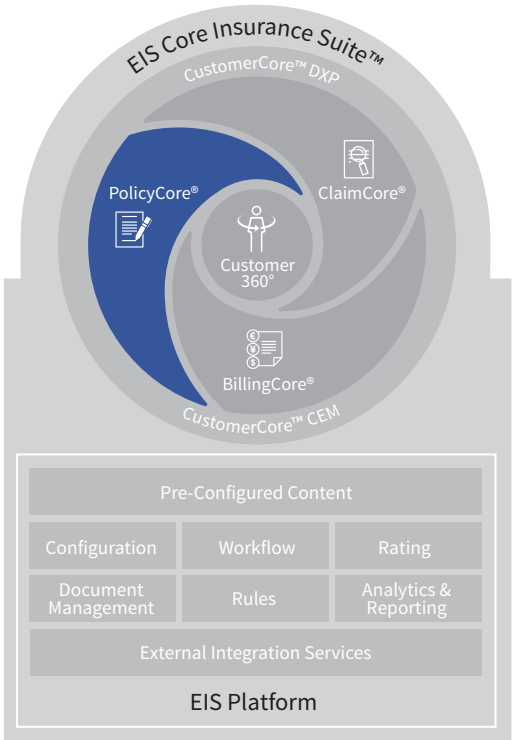 EIS Core Insurance Suite™
CustomerCore™ DXP
PolicyCore®
ClaimCore®
Customer
360°
€
¥
$
BillingCore®
CustomerCore™ CEM
Pre-Configured Content
Configuration
Workflow
Rating
Document
Management
Rules
Analytics &
Reporting
External Integration Services
EIS Platform